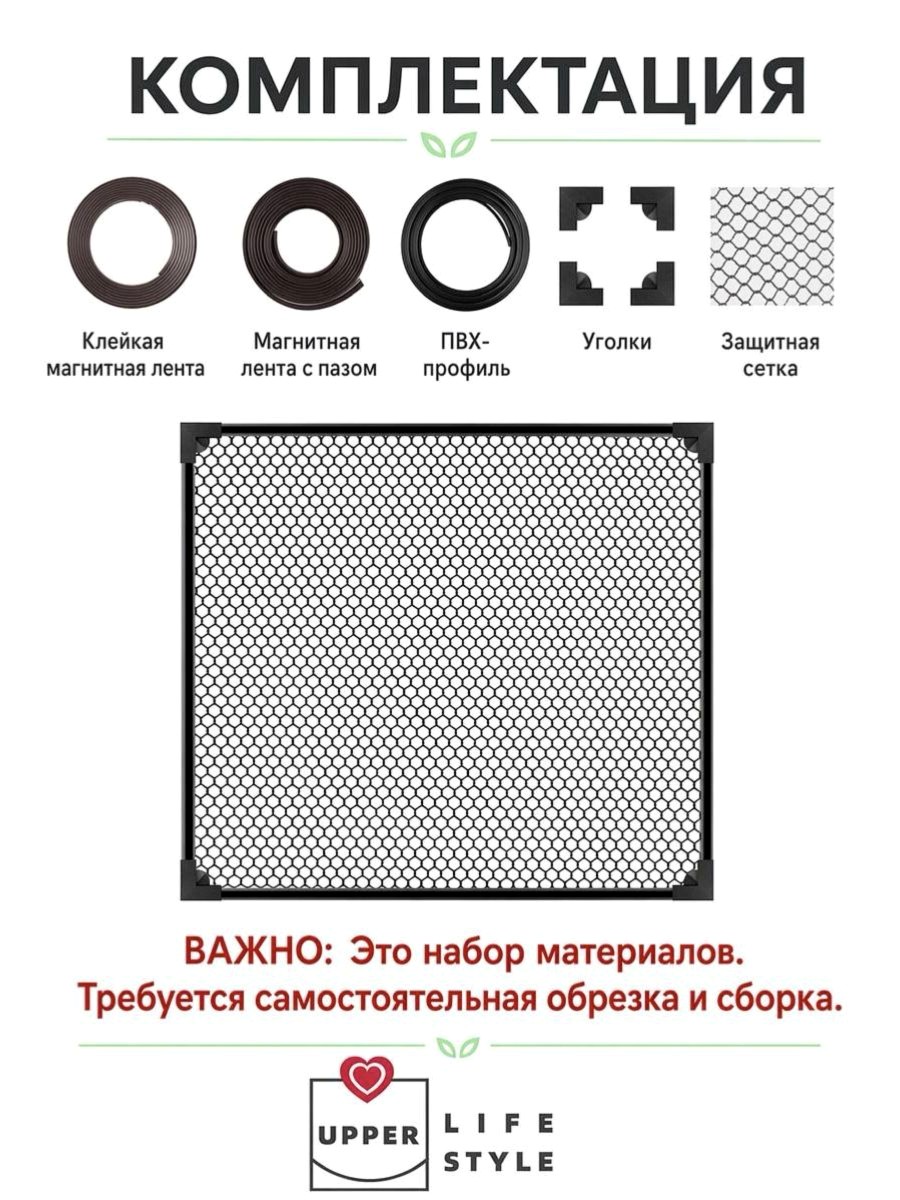 КОМПЛЕКТАЦИЯ
Клейкая
магнитная лента
Магнитная
лента с пазом
ПВХ-
профиль
Уголки
Защитная
сетка
ВАЖНО: Это набор материалов.
Требуется самостоятельная обрезка и сборка.
UPPER
LIFE
STYLE